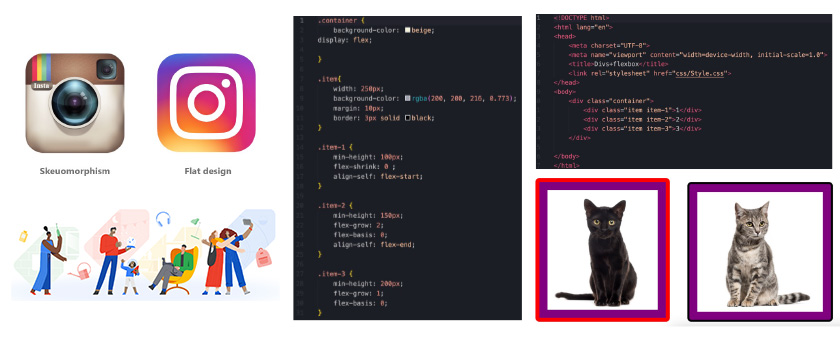 Insta
Skeuomorphism
Flat design
.container {
background-color: beige;
display: flex;
}
.item{
width: 250px;
background-color: rgba(200, 200, 216, 0.773);
margin: 10px;
border: 3px solid black;
}
.item-1 {
min-height: 100px;
flex-shrink: 0 ;
align-self: flex-start;
}
.item-2 {
min-height: 150px;
flex-grow: 2;
flex-basis: 0;
align-self: flex-end;
}
.item-3 {
min-height: 200px;
flex-grow: 1;
flex-basis: 0;
}
<!DOCTYPE html>
<html lang="en">
<head>
<meta charset="UTF-8">
<meta name="viewport" content="width=device-width, initial-scale=1.0">
<title>Divs+flexbox</title>
<link rel="stylesheet" href="css/Style.css">
</head>
<body>
<div class="container">
<div class="item item-1">1</div>
<div class="item item-2">2</div>
<div class="item item-3">3</div>
</div>
</body>
</html>